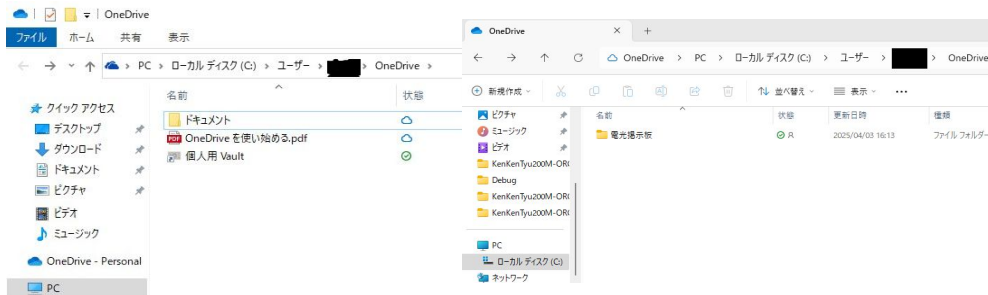 OneDrive
ファイル ホーム 共有 表示
PC › ローカル ディスク (C:) › ユーザー › OneDrive ›
名前 状態
クイック アクセス
デスクトップ
ダウンロード
ドキュメント
ピクチャ
ビデオ
ミュージック
OneDrive - Personal
PC
ドキュメント
OneDrive を使い始める.pdf
個人用 Vault
OneDrive
OneDrive › PC › ローカル ディスク (C:) › ユーザー › › OneDrive
新規作成 並べ替え 表示
名前 状態 更新日時 種類
ピクチャ
ミュージック
ビデオ
KenKenTyu200M-OR
Debug
KenKenTyu200M-OR
KenKenTyu200M-OR
PC
ローカル ディスク (C:)
ネットワーク
電光掲示板 R 2025/04/03 16:13 ファイル フォルダー